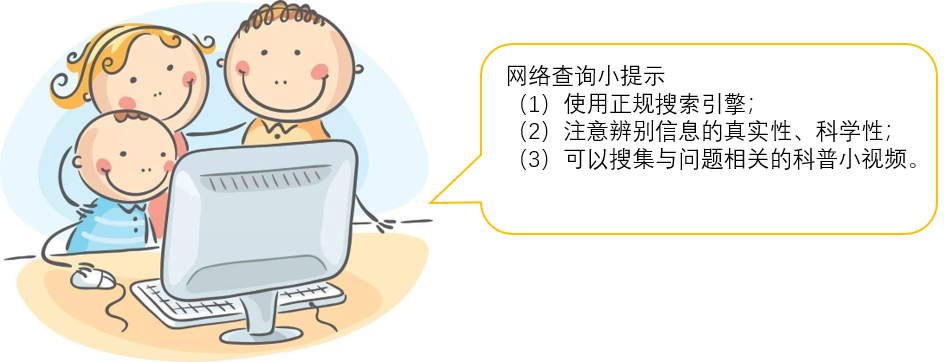 网络查询小提示
（1）使用正规搜索引擎；
（2）注意辨别信息的真实性、科学性；
（3）可以搜集与问题相关的科普小视频。